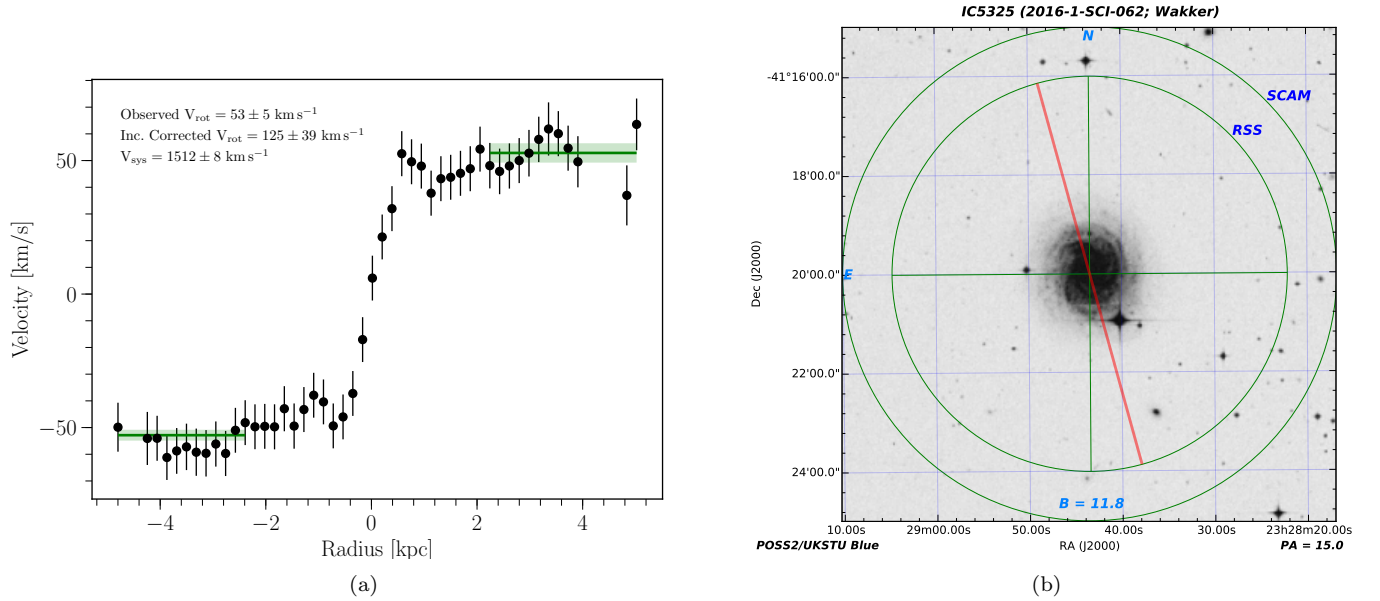 Observed V_rot = 53 ± 5 km s^−1
Inc. Corrected V_rot = 125 ± 39 km s^−1
V_sys = 1512 ± 8 km s^−1
50
0
−50
Velocity [km/s]
−4 −2 0 2 4
Radius [kpc]
(a)
IC5325 (2016-1-SCI-062; Wakker)
N
SCAM
RSS
E
-41°16'00.0"
18'00.0"
20'00.0"
22'00.0"
24'00.0"
Dec (J2000)
B = 11.8
10.00s 29m00.00s 50.00s 40.00s 30.00s 23h28m20.00s
POSS2/UKSTU Blue RA (J2000) PA = 15.0
(b)